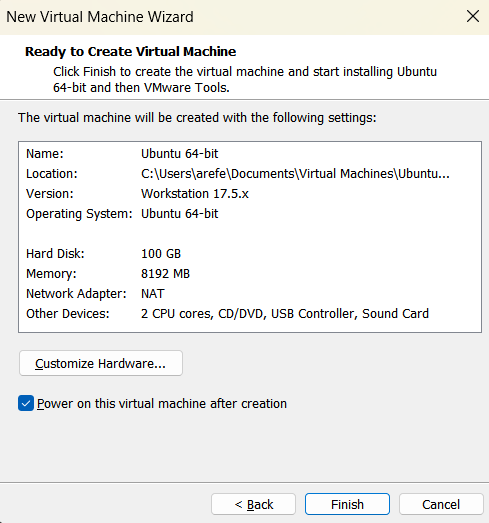 New Virtual Machine Wizard
Ready to Create Virtual Machine
Click Finish to create the virtual machine and start installing Ubuntu
64-bit and then VMware Tools.
The virtual machine will be created with the following settings:
Name: Ubuntu 64-bit
Location: C:\Users\arefe\Documents\Virtual Machines\Ubuntu...
Version: Workstation 17.5.x
Operating System: Ubuntu 64-bit
Hard Disk: 100 GB
Memory: 8192 MB
Network Adapter: NAT
Other Devices: 2 CPU cores, CD/DVD, USB Controller, Sound Card
Customize Hardware...
Power on this virtual machine after creation
< Back Finish Cancel